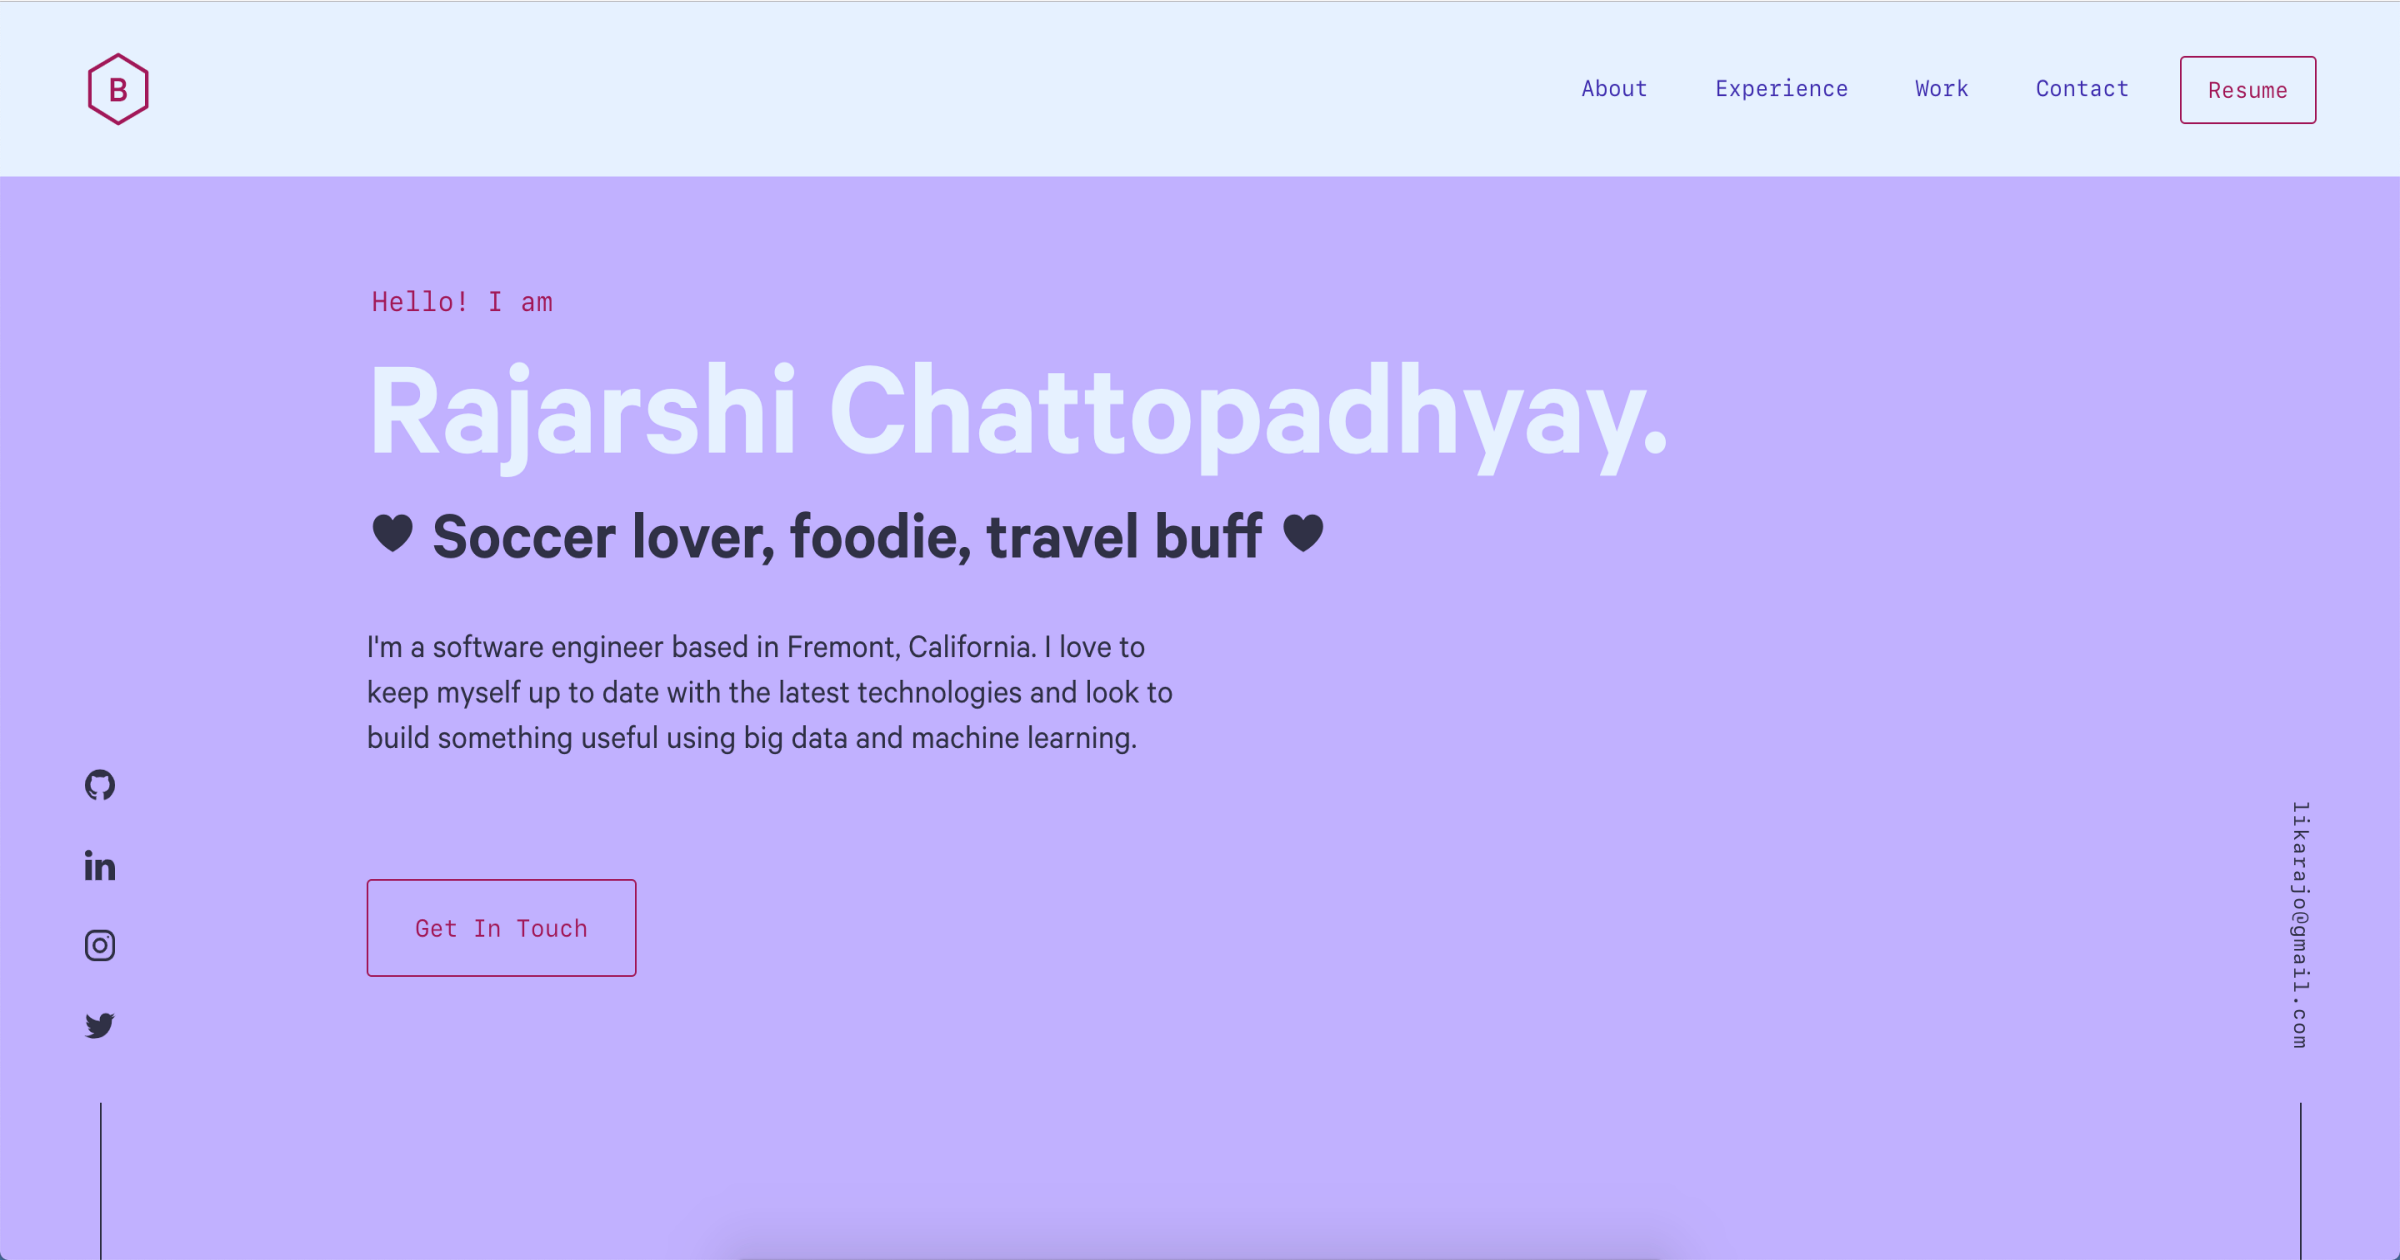 B
About
Experience
Work
Contact
Resume
Hello! I am
Rajarshi Chattopadhyay.
♥ Soccer lover, foodie, travel buff ♥
I'm a software engineer based in Fremont, California. I love to
keep myself up to date with the latest technologies and look to
build something useful using big data and machine learning.
Get In Touch
in
likarajo@gmail.com